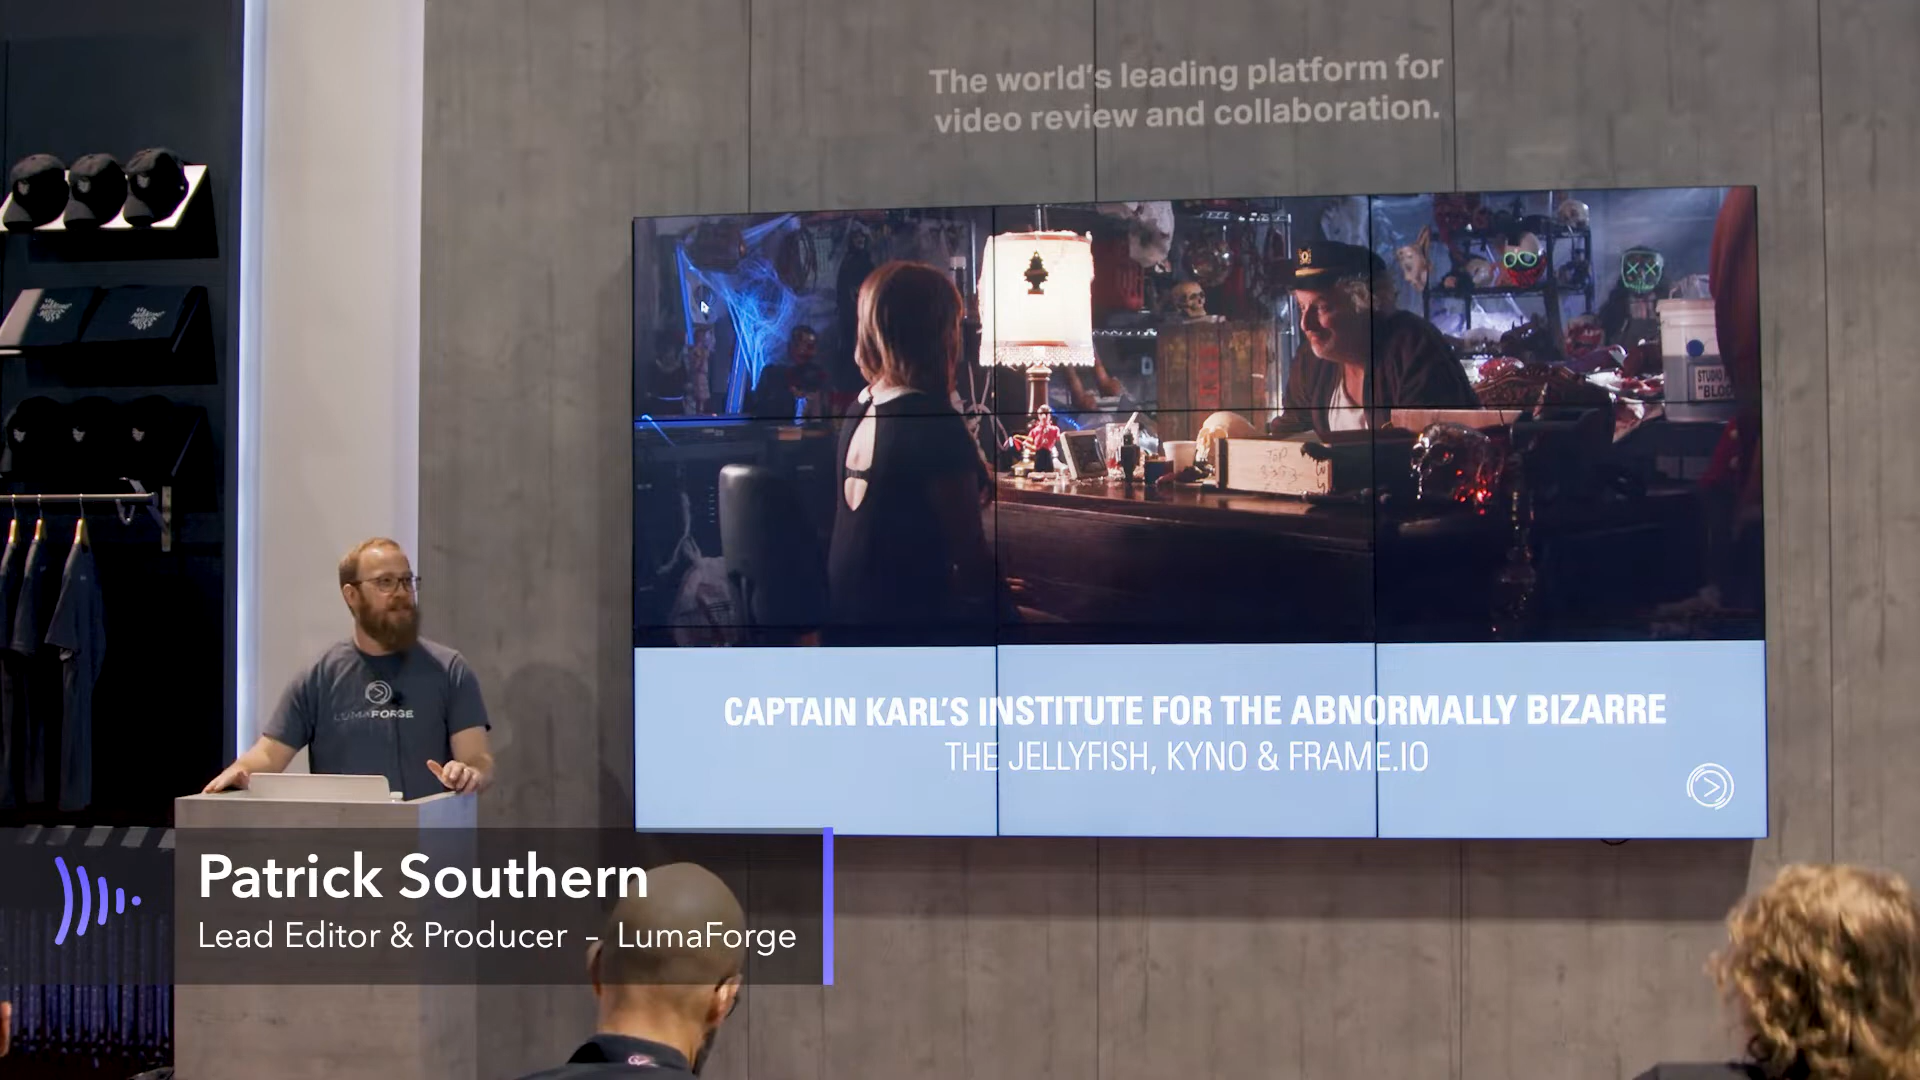 The world's leading platform for
video review and collaboration.
CAPTAIN KARL'S INSTITUTE FOR THE ABNORMALLY BIZARRE
THE JELLYFISH, KYNO & FRAME.IO
LUMAFORGE
Patrick Southern
Lead Editor & Producer – LumaForge